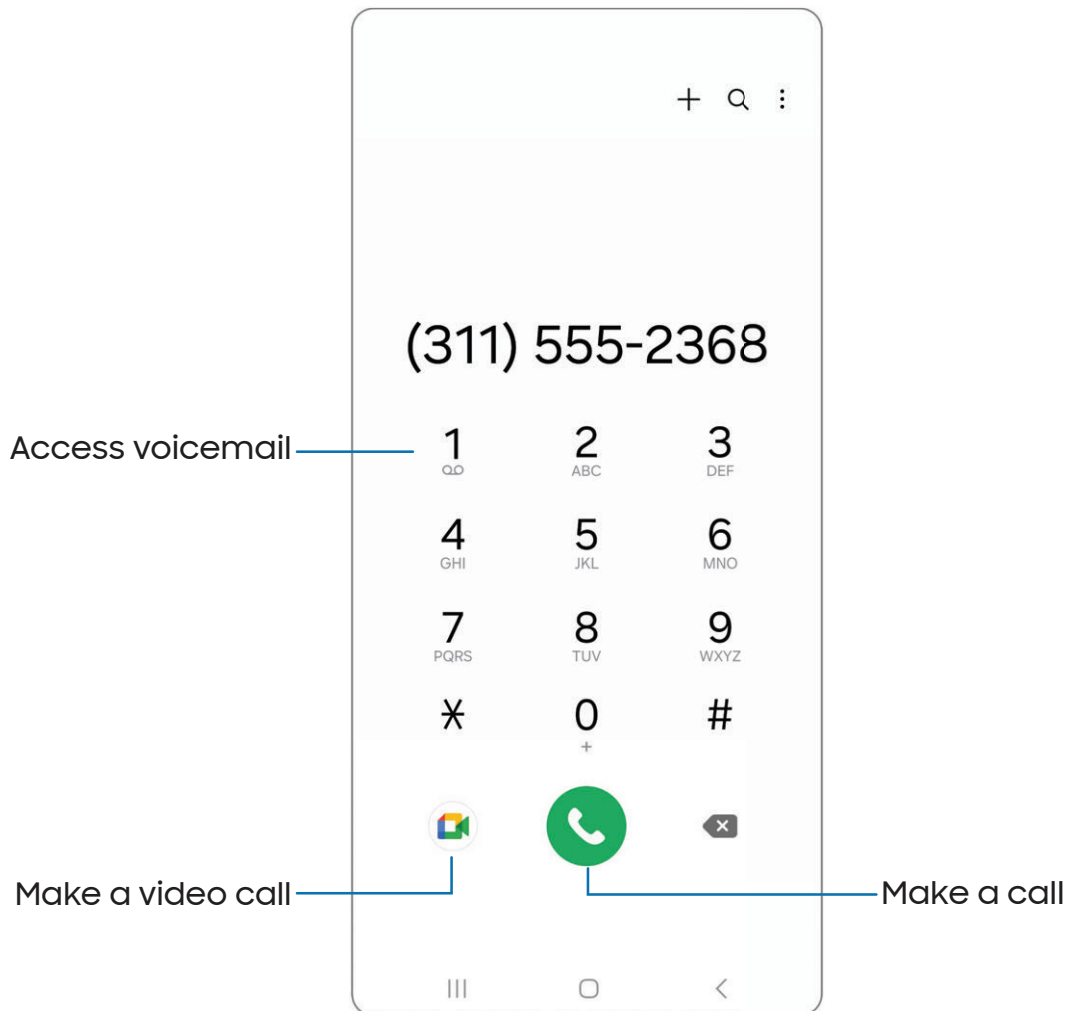 (311) 555-2368
Access voicemail
1 2 3
ABC DEF
4 5 6
GHI JKL MNO
7 8 9
PQRS TUV WXYZ
* 0 #
+
Make a video call
Make a call